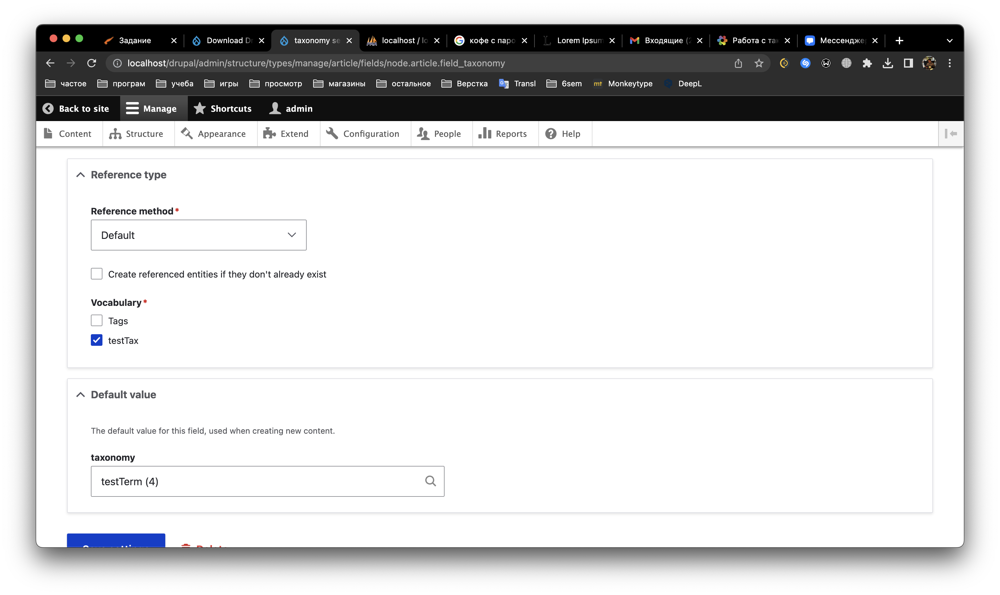 Задание
Download Dr
taxonomy se
localhost / lo
кофе с паро
Lorem Ipsum
Входящие (2
Работа с так
Мессендже
localhost/drupal/admin/structure/types/manage/article/fields/node.article.field_taxonomy
частое програм учеба игры просмотр магазины остальное Верстка Transl 6sem mt Monkeytype DeepL
Back to site Manage Shortcuts admin
Content Structure Appearance Extend Configuration People Reports Help
Reference type
Reference method*
Default
Create referenced entities if they don't already exist
Vocabulary*
Tags
testTax
Default value
The default value for this field, used when creating new content.
taxonomy
testTerm (4)